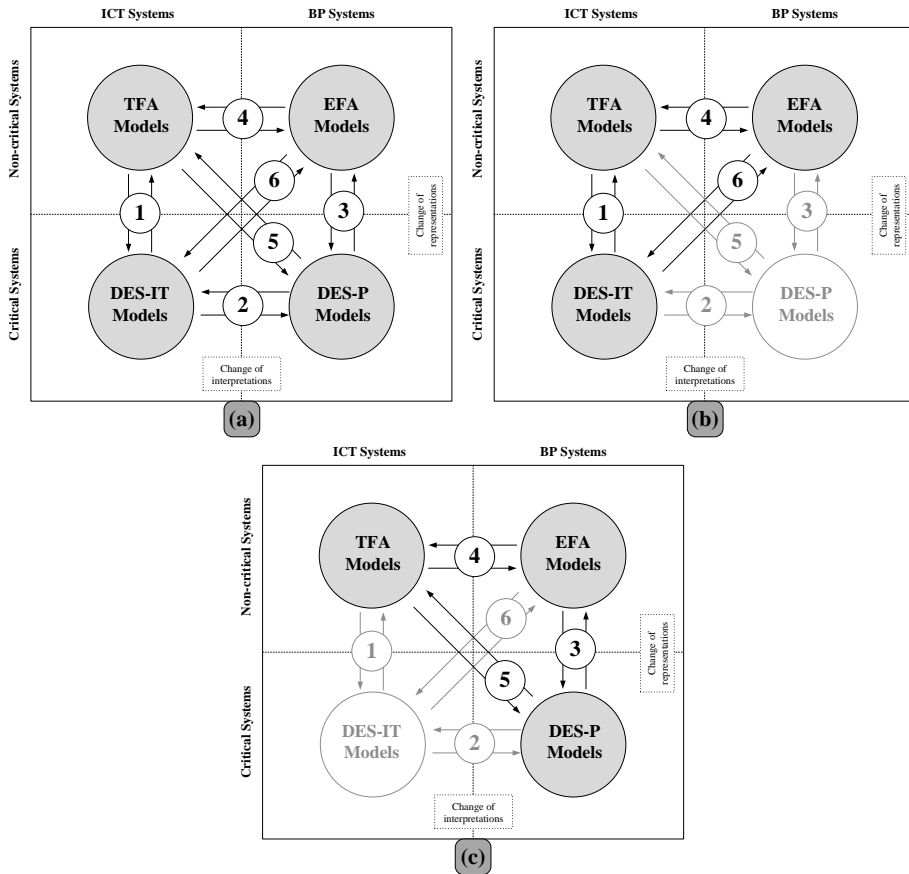 ICT Systems
BP Systems
Non-critical Systems
Critical Systems
TFA
Models
EFA
Models
4
6
1
3
5
Change of
representations
DES-IT
Models
2
DES-P
Models
Change of
interpretations
(a)
ICT Systems
BP Systems
Non-critical Systems
Critical Systems
TFA
Models
EFA
Models
4
6
1
3
5
Change of
representations
DES-IT
Models
2
DES-P
Models
Change of
interpretations
(b)
ICT Systems
BP Systems
Non-critical Systems
Critical Systems
TFA
Models
EFA
Models
4
6
1
3
5
Change of
representations
DES-IT
Models
2
DES-P
Models
Change of
interpretations
(c)